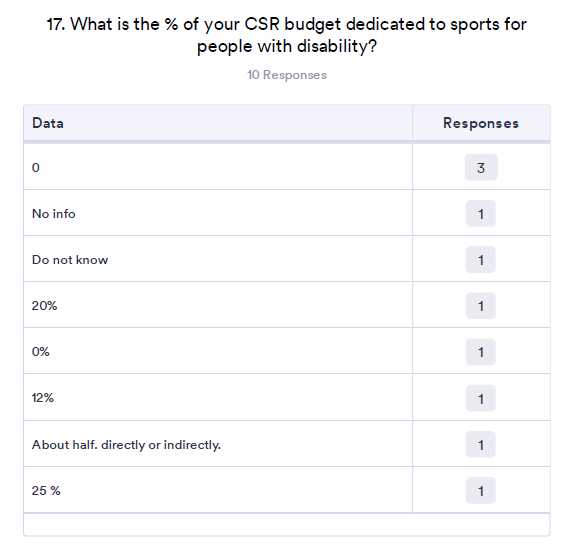 17. What is the % of your CSR budget dedicated to sports for
people with disability?
10 Responses
Data Responses
0 3
No info 1
Do not know 1
20% 1
0% 1
12% 1
About half. directly or indirectly. 1
25 % 1